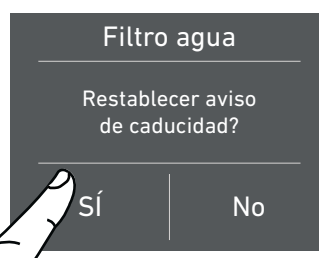 Filtro agua
Restablecer aviso
de caducidad?
SÍ
No